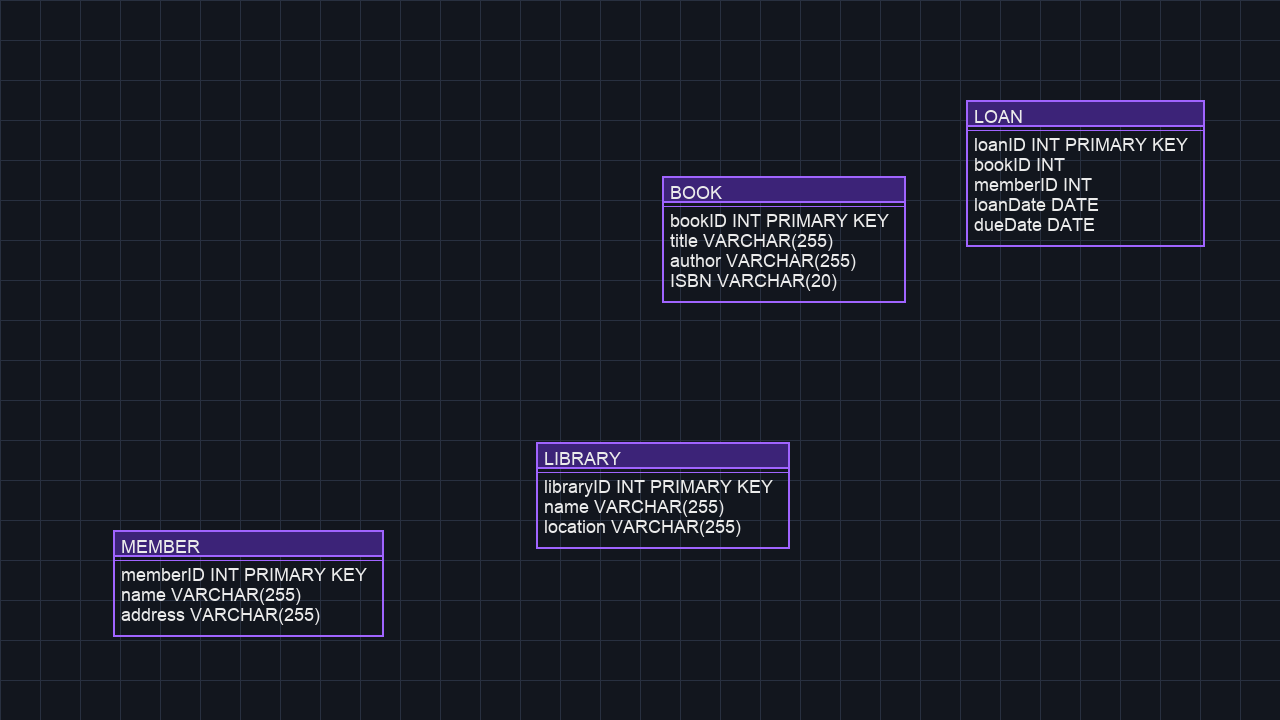 LOAN
loanID INT PRIMARY KEY
bookID INT
memberID INT
loanDate DATE
dueDate DATE
BOOK
bookID INT PRIMARY KEY
title VARCHAR(255)
author VARCHAR(255)
ISBN VARCHAR(20)
LIBRARY
libraryID INT PRIMARY KEY
name VARCHAR(255)
location VARCHAR(255)
MEMBER
memberID INT PRIMARY KEY
name VARCHAR(255)
address VARCHAR(255)